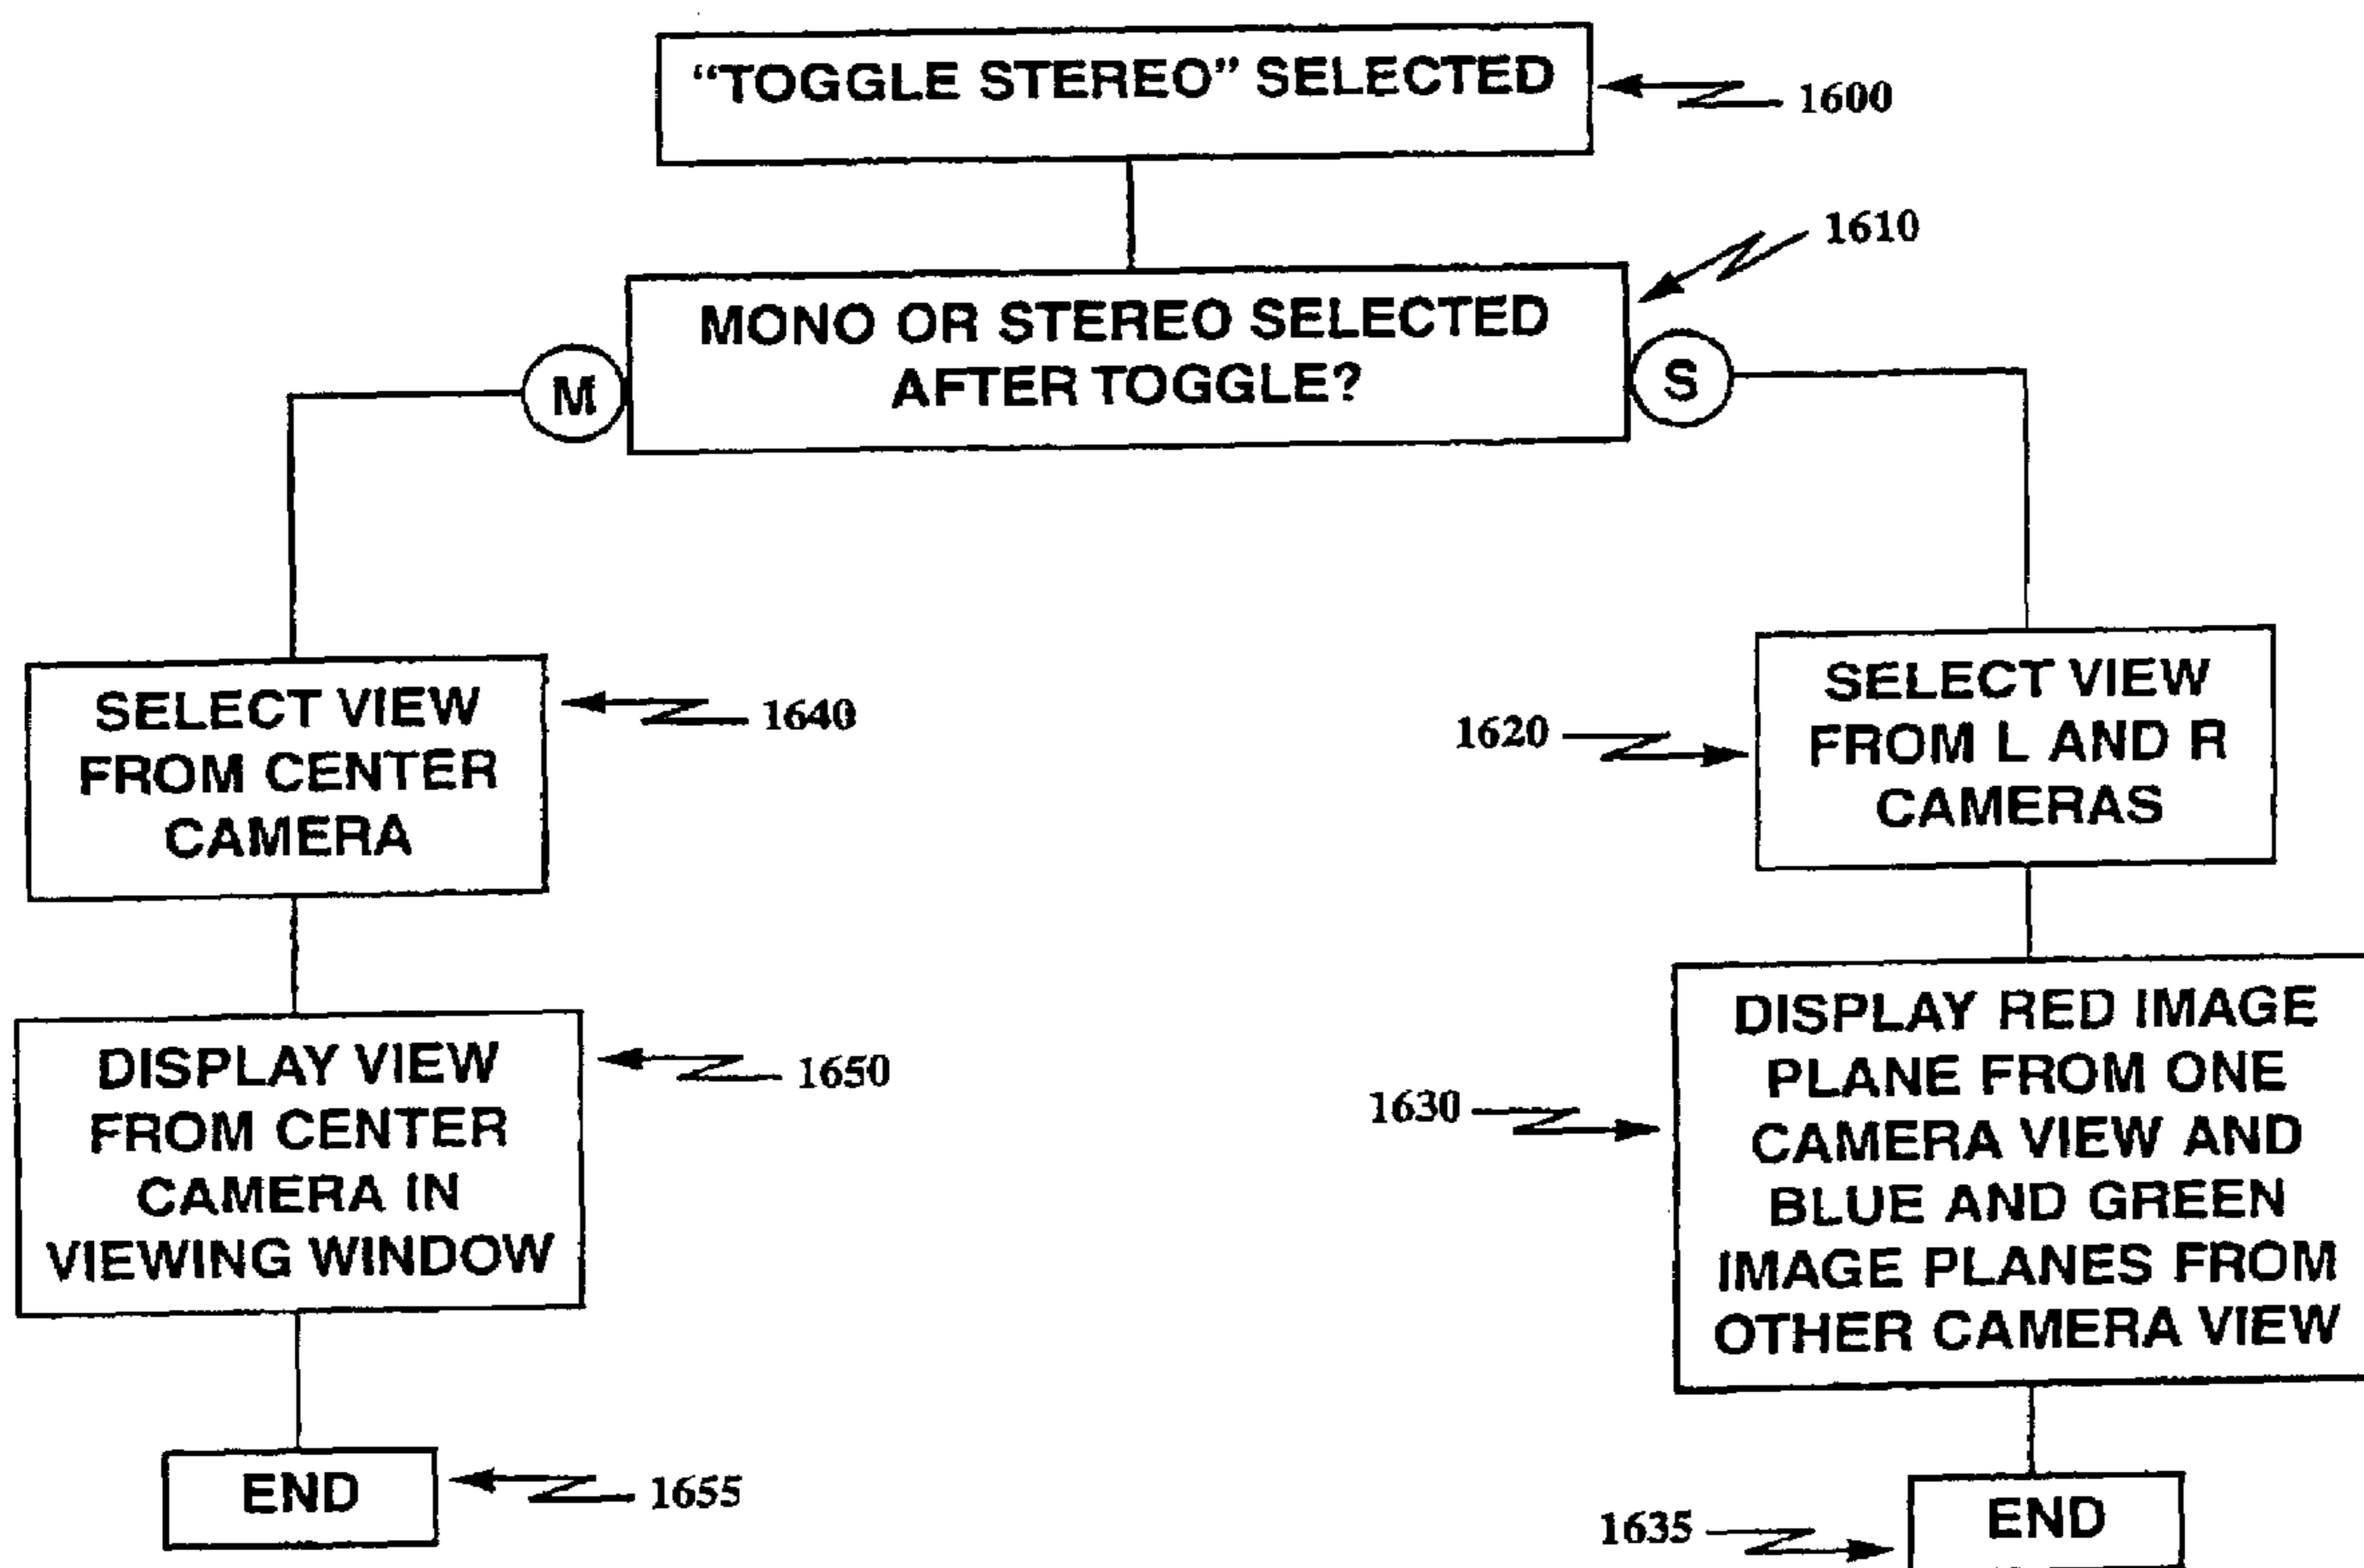 “TOGGLE STEREO” SELECTED
1600
1610
MONO OR STEREO SELECTED
AFTER TOGGLE?
M
S
SELECT VIEW
FROM CENTER
CAMERA
1640
1620
SELECT VIEW
FROM L AND R
CAMERAS
DISPLAY VIEW
FROM CENTER
CAMERA IN
VIEWING WINDOW
1650
1630
DISPLAY RED IMAGE
PLANE FROM ONE
CAMERA VIEW AND
BLUE AND GREEN
IMAGE PLANES FROM
OTHER CAMERA VIEW
END
1655
1635
END